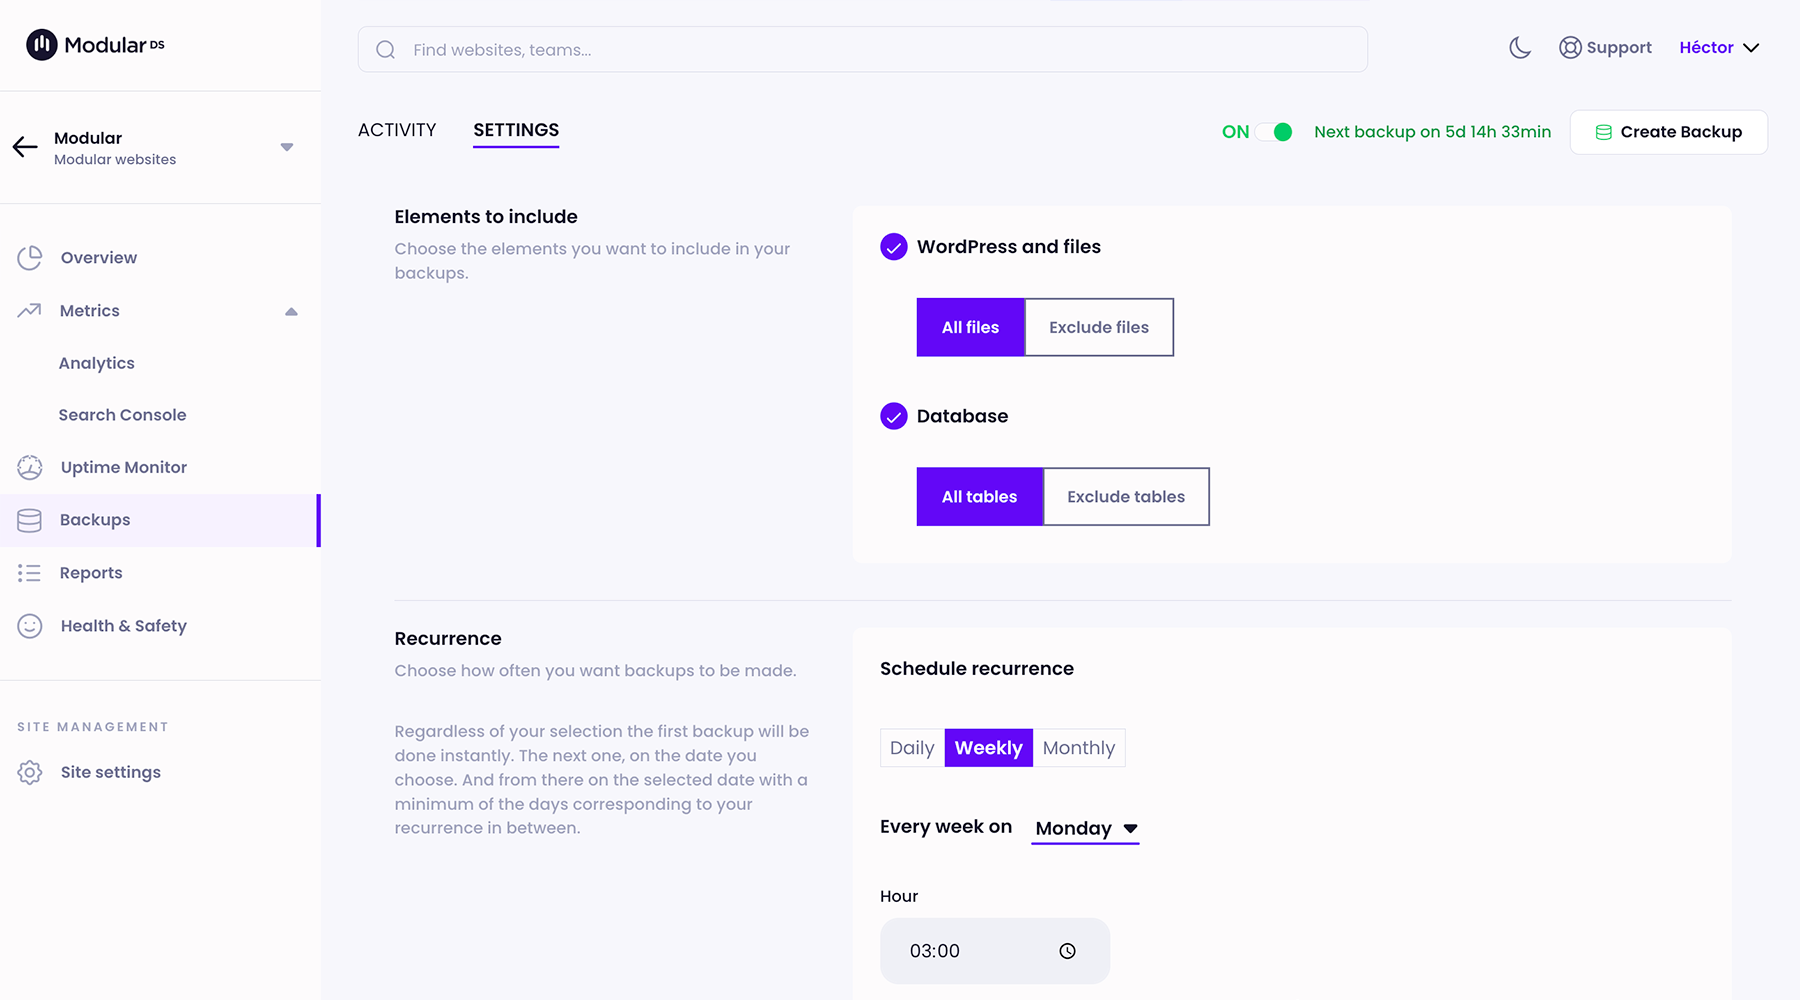 Modular DS
Find websites, teams...
Support
Héctor
Modular
Modular websites
ACTIVITY
SETTINGS
ON
Next backup on 5d 14h 33min
Create Backup
Overview
Metrics
Analytics
Search Console
Uptime Monitor
Backups
Reports
Health & Safety
SITE MANAGEMENT
Site settings
Elements to include
Choose the elements you want to include in your
backups.
WordPress and files
All files
Exclude files
Database
All tables
Exclude tables
Recurrence
Choose how often you want backups to be made.
Regardless of your selection the first backup will be
done instantly. The next one, on the date you
choose. And from there on the selected date with a
minimum of the days corresponding to your
recurrence in between.
Schedule recurrence
Daily
Weekly
Monthly
Every week on
Monday
Hour
03:00